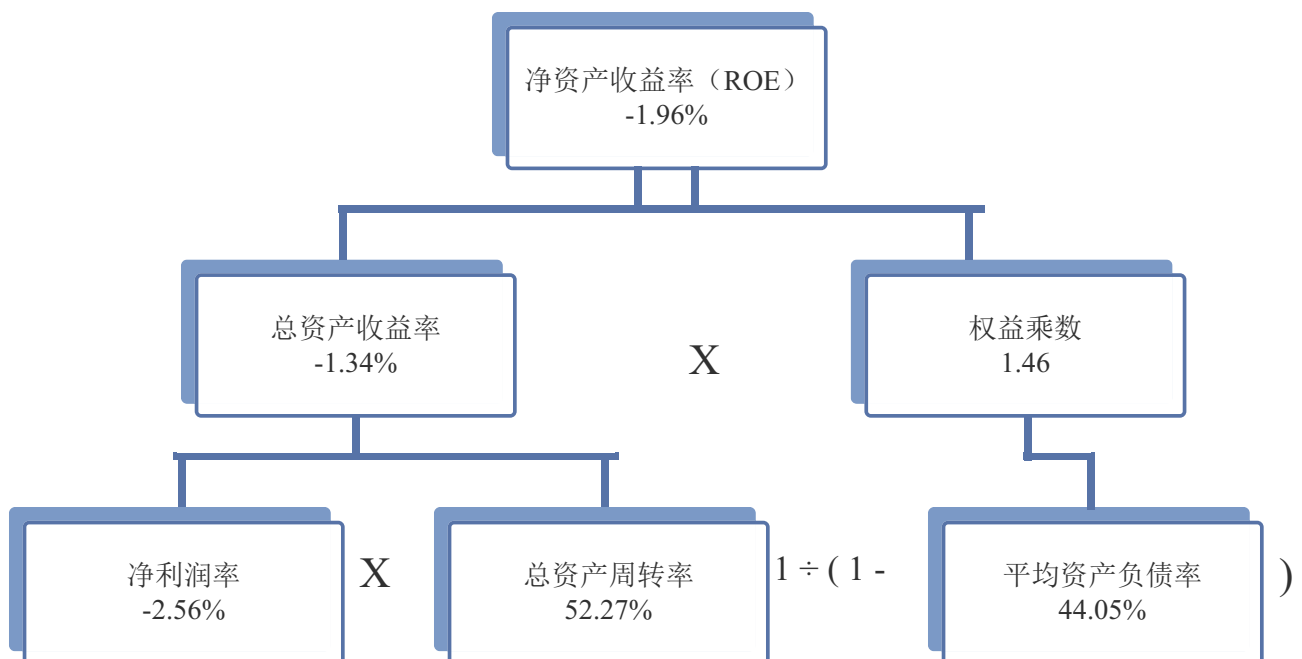 净资产收益率（ROE）
-1.96%
总资产收益率
-1.34%
X
权益乘数
1.46
净利润率
-2.56%
X
总资产周转率
52.27%
1 ÷ ( 1 -
平均资产负债率
44.05%
)